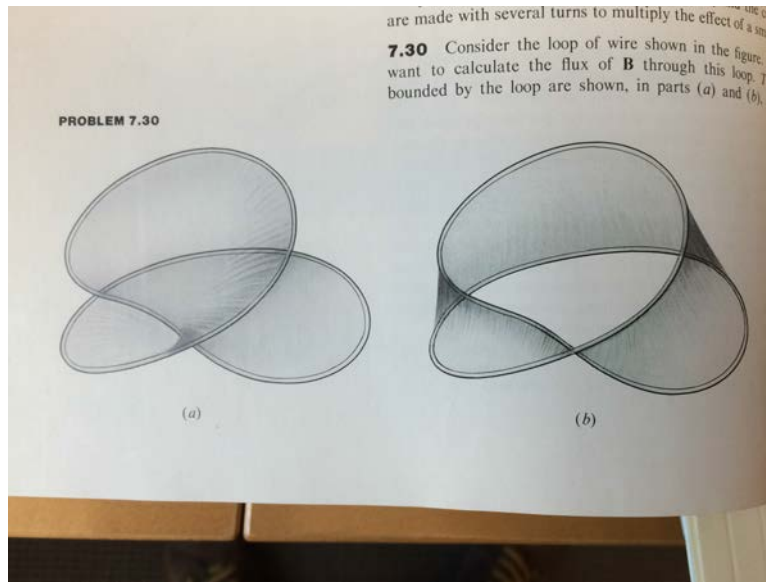 are made with several turns to multiply the effect of a
7.30 Consider the loop of wire shown in the figure.
want to calculate the flux of B through this loop.
bounded by the loop are shown, in parts (a) and (b),
PROBLEM 7.30
(a)
(b)